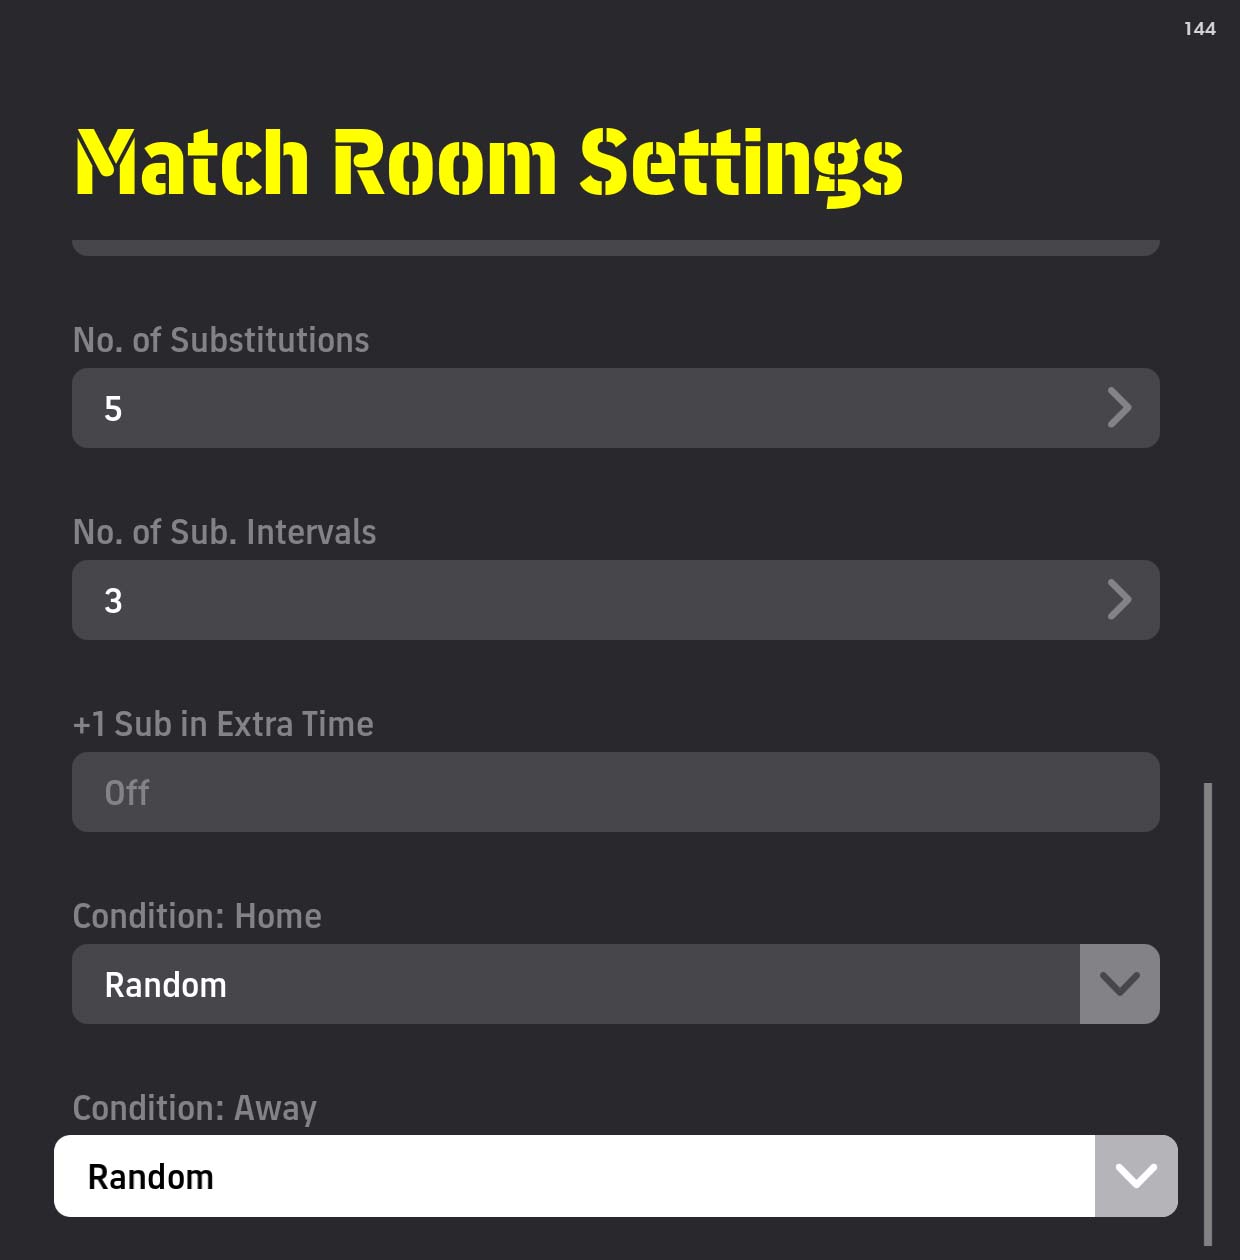 144
Match Room Settings
No. of Substitutions
5
No. of Sub. Intervals
3
+1 Sub in Extra Time
Off
Condition: Home
Random
Condition: Away
Random